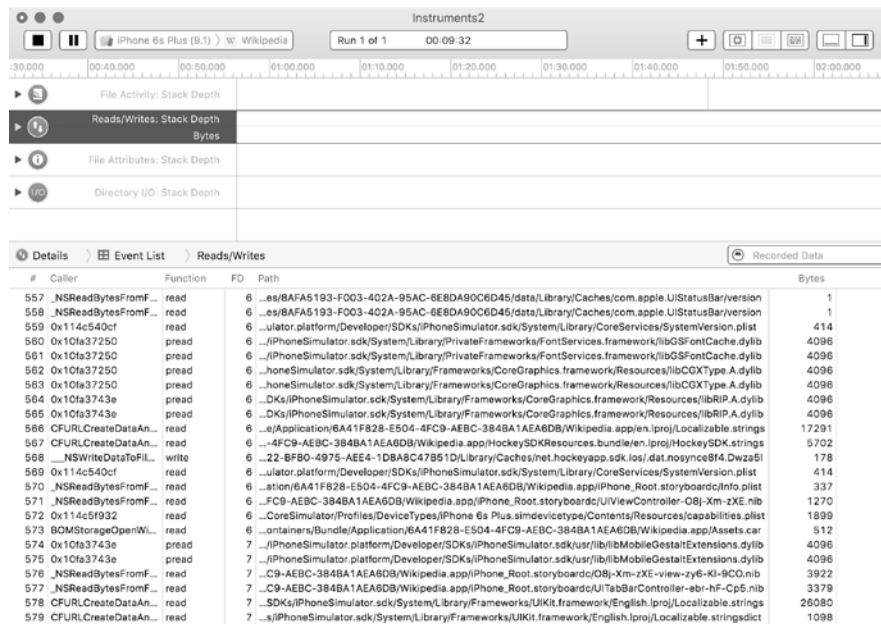 Instruments2
iPhone 6s Plus (9.1) Wikipedia Run 1 of 1 00:09:32
:30.000 00:40.000 00:50.000 01:00.000 01:10.000 01:20.000 01:30.000 01:40.000 01:50.000 02:00.000
File Activity: Stack Depth
Reads/Writes: Stack Depth
Bytes
File Attributes: Stack Depth
I/O Directory I/O: Stack Depth
Details Event List Reads/Writes Recorded Data
# Caller Function FD Path Bytes
557 _NSReadBytesFromF... read 6 ...es/8AFA5193-F003-402A-95AC-6E8DA90C6D45/data/Library/Caches/com.apple.UIStatusBar/version 1
558 _NSReadBytesFromF... read 6 ...es/8AFA5193-F003-402A-95AC-6E8DA90C6D45/data/Library/Caches/com.apple.UIStatusBar/version 1
559 0x114c540cf read 6 ...ulator.platform/Developer/SDKs/iPhoneSimulator.sdk/System/Library/CoreServices/SystemVersion.plist 414
560 0x10fa37250 pread 6 .../iPhoneSimulator.sdk/System/Library/PrivateFrameworks/FontServices.framework/libGSFontCache.dylib 4096
561 0x10fa37250 pread 6 .../iPhoneSimulator.sdk/System/Library/PrivateFrameworks/FontServices.framework/libGSFontCache.dylib 4096
562 0x10fa37250 pread 6 ...honeSimulator.sdk/System/Library/Frameworks/CoreGraphics.framework/Resources/libCGXType.A.dylib 4096
563 0x10fa37250 pread 6 ...honeSimulator.sdk/System/Library/Frameworks/CoreGraphics.framework/Resources/libCGXType.A.dylib 4096
564 0x10fa3743e pread 6 ...DKs/iPhoneSimulator.sdk/System/Library/Frameworks/CoreGraphics.framework/Resources/libRIP.A.dylib 4096
565 0x10fa3743e pread 6 ...DKs/iPhoneSimulator.sdk/System/Library/Frameworks/CoreGraphics.framework/Resources/libRIP.A.dylib 4096
566 CFURLCreateDataAn... read 6 ...e/Application/6A41F828-E504-4FC9-AEBC-384BA1AEA6DB/Wikipedia.app/en.lproj/Localizable.strings 17291
567 CFURLCreateDataAn... read 6 ...-4FC9-AEBC-384BA1AEA6DB/Wikipedia.app/HockeySDKResources.bundle/en.lproj/HockeySDK.strings 5702
568 __NSWriteDataToFil... write 6 ...22-BFB0-4975-AEE4-1D8A8C47B51D/Library/Caches/net.hockeyapp.sdk.ios/.dat.nosynce8f4.Dwza5l 178
569 0x114c540cf read 6 ...ulator.platform/Developer/SDKs/iPhoneSimulator.sdk/System/Library/CoreServices/SystemVersion.plist 414
570 _NSReadBytesFromF... read 6 ...ation/6A41F828-E504-4FC9-AEBC-384BA1AEA6DB/Wikipedia.app/iPhone_Root.storyboardc/Info.plist 337
571 _NSReadBytesFromF... read 6 ...FC9-AEBC-384BA1AEA6DB/Wikipedia.app/iPhone_Root.storyboardc/UIViewController-O8j-Xm-zXE.nib 1270
572 0x114c5f932 read 6 ...CoreSimulator/Profiles/DeviceTypes/iPhone 6s Plus.simdevicetype/Contents/Resources/capabilities.plist 1899
573 BOMStorageOpenWi... read 6 ...ontainers/Bundle/Application/6A41F828-E504-4FC9-AEBC-384BA1AEA6DB/Wikipedia.app/Assets.car 512
574 0x10fa3743e pread 7 .../iPhoneSimulator.platform/Developer/SDKs/iPhoneSimulator.sdk/usr/lib/libMobileGestaltExtensions.dylib 4096
575 0x10fa3743e pread 7 .../iPhoneSimulator.platform/Developer/SDKs/iPhoneSimulator.sdk/usr/lib/libMobileGestaltExtensions.dylib 4096
576 _NSReadBytesFromF... read 7 ...C9-AEBC-384BA1AEA6DB/Wikipedia.app/iPhone_Root.storyboardc/O8j-Xm-zXE-view-zy6-Kl-9CO.nib 3922
577 _NSReadBytesFromF... read 7 ...C9-AEBC-384BA1AEA6DB/Wikipedia.app/iPhone_Root.storyboardc/UITabBarController-ebr-hF-Cp5.nib 3379
578 CFURLCreateDataAn... read 7 ...SDKs/iPhoneSimulator.sdk/System/Library/Frameworks/UIKit.framework/English.lproj/Localizable.strings 26080
579 CFURLCreateDataAn... read 7 ...s/iPhoneSimulator.sdk/System/Library/Frameworks/UIKit.framework/English.lproj/Localizable.stringsdict 1098